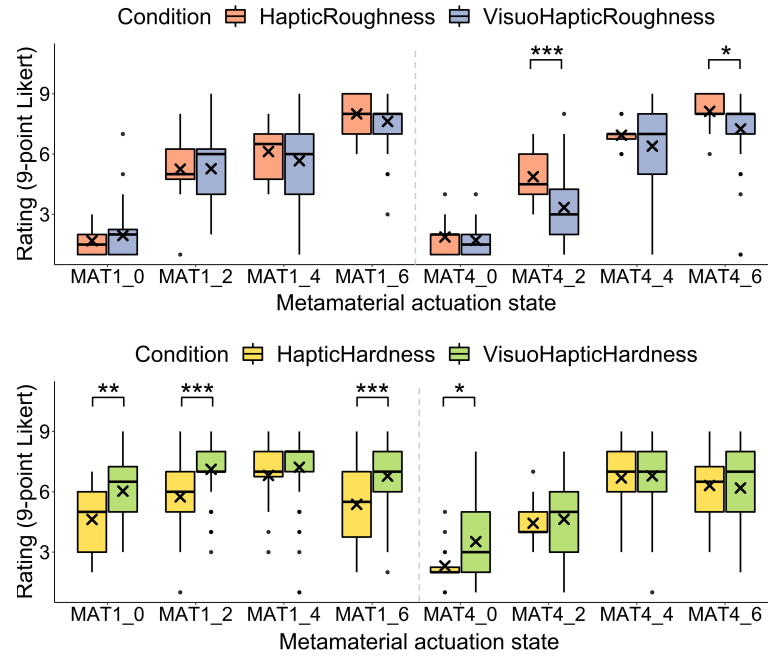 Condition HapticRoughness VisuoHapticRoughness
Rating (9-point Likert)
*** *
9
6
3
MAT1_0 MAT1_2 MAT1_4 MAT1_6 MAT4_0 MAT4_2 MAT4_4 MAT4_6
Metamaterial actuation state
Condition HapticHardness VisuoHapticHardness
Rating (9-point Likert)
** *** *** *
9
6
3
MAT1_0 MAT1_2 MAT1_4 MAT1_6 MAT4_0 MAT4_2 MAT4_4 MAT4_6
Metamaterial actuation state